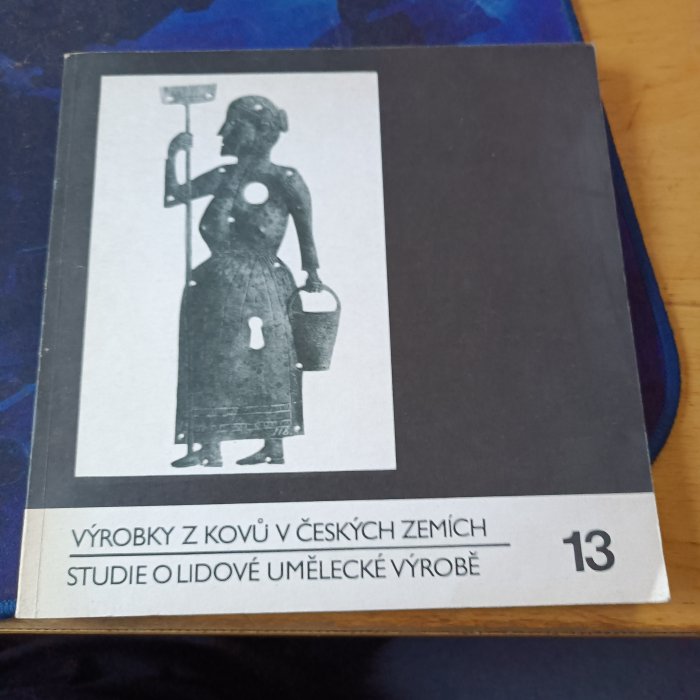 VÝROBKY Z KOVŮ V ČESKÝCH ZEMÍCH
STUDIE O LIDOVÉ UMĚLECKÉ VÝROBĚ
13